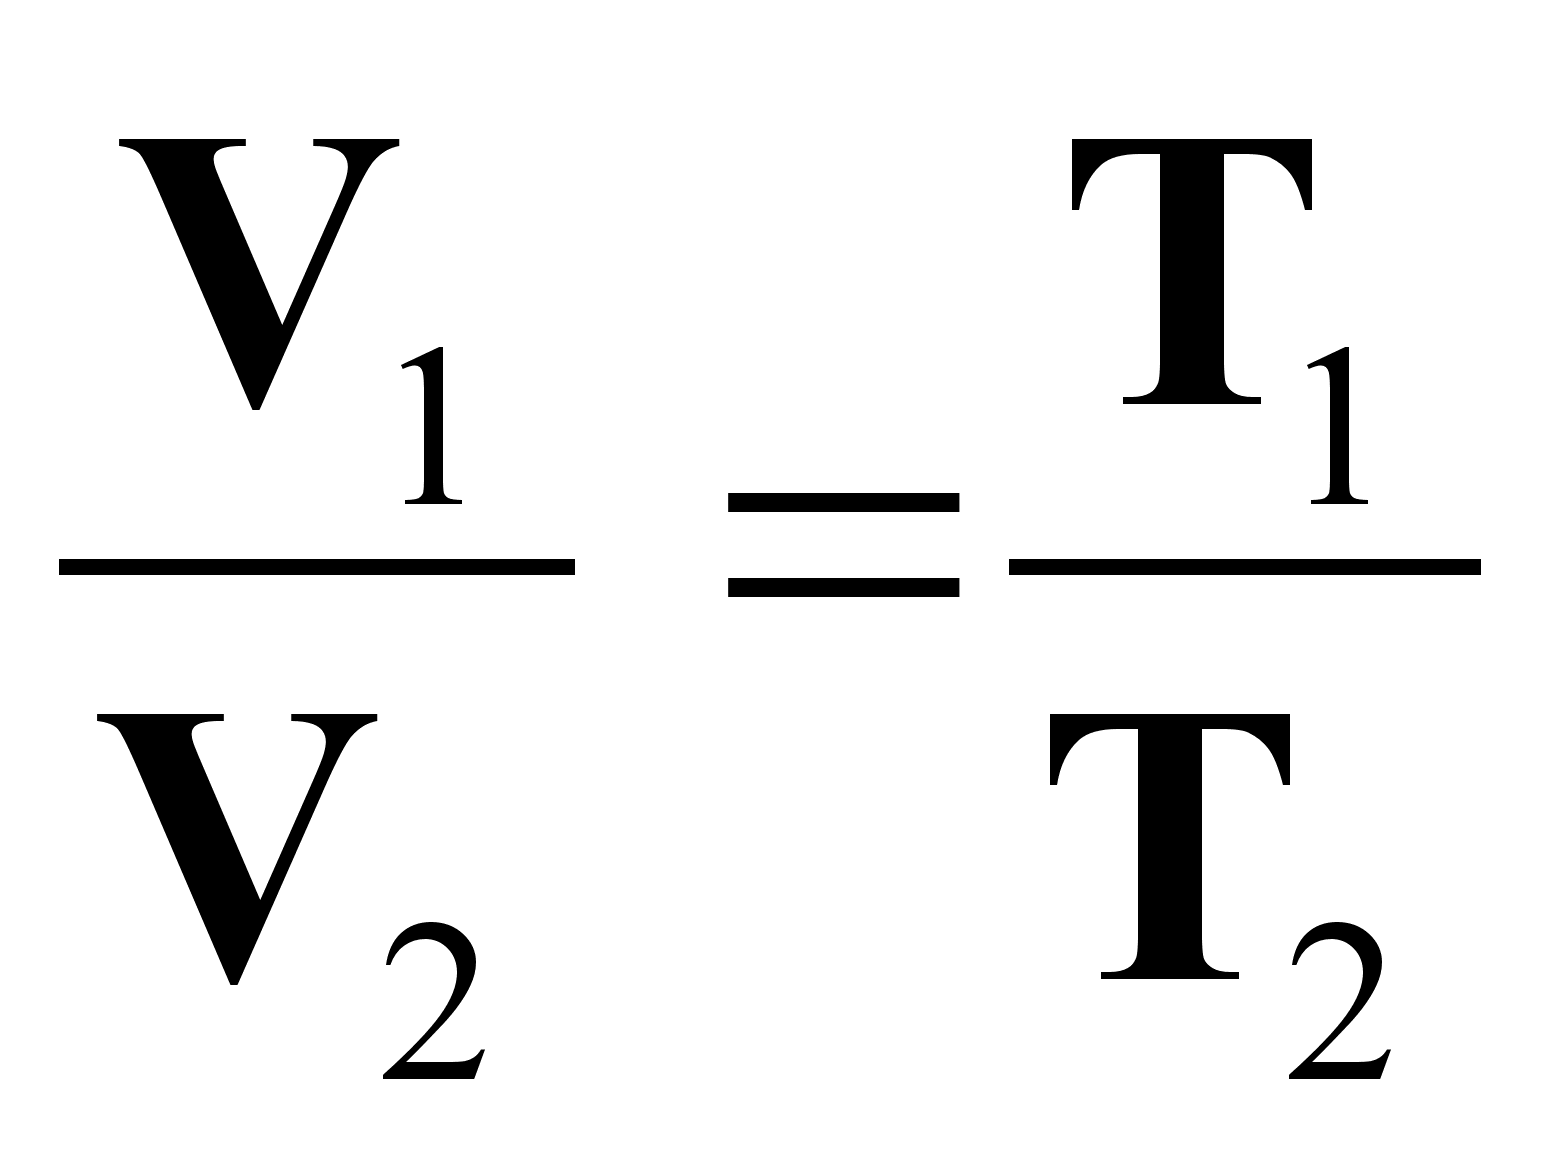 V₁ = T₁
V₂ T₂